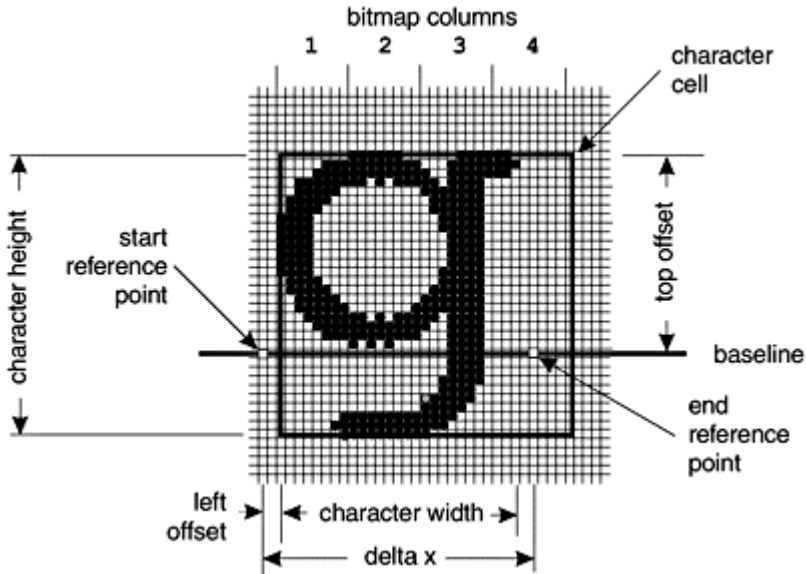 bitmap columns
1 2 3 4
character
cell
character height
start
reference
point
top offset
baseline
end
reference
point
left
offset
character width
delta x